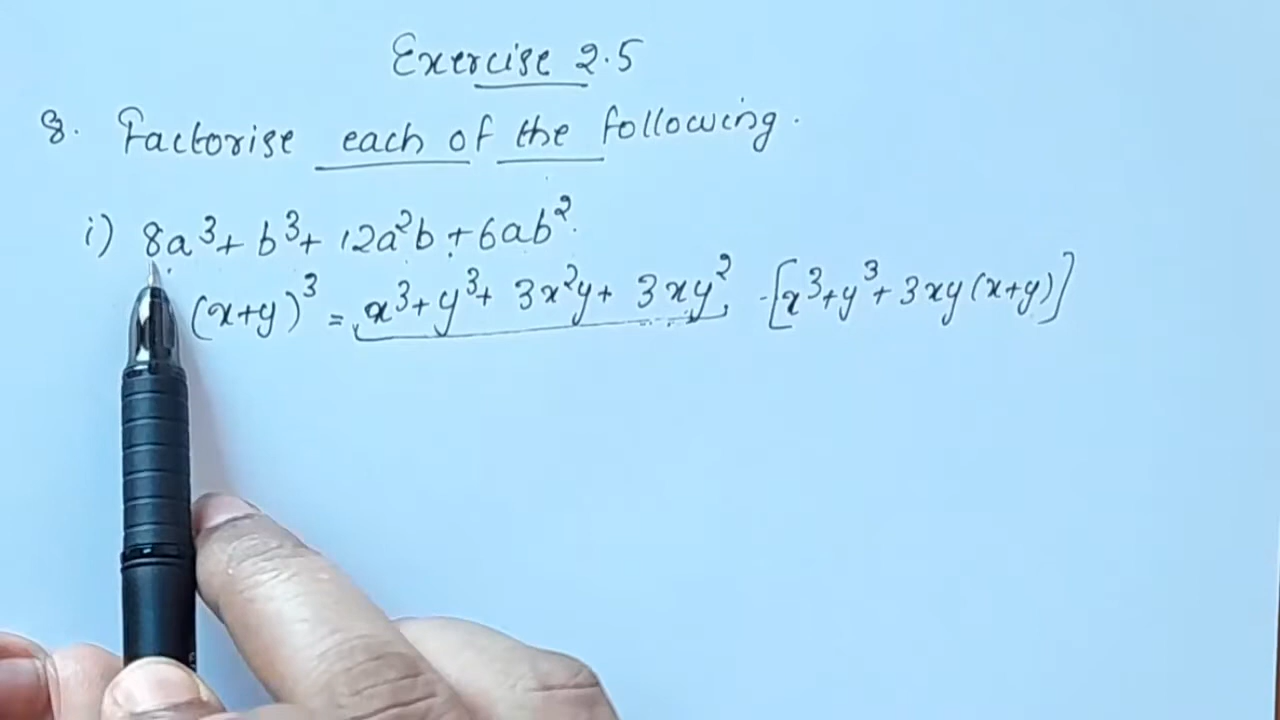 Exercise 2.5
8. Factorise each of the following.
i) 8a³ + b³ + 12a²b + 6ab².
(x+y)³ = x³+y³+ 3x²y+ 3xy² [x³+y³+3xy(x+y)]